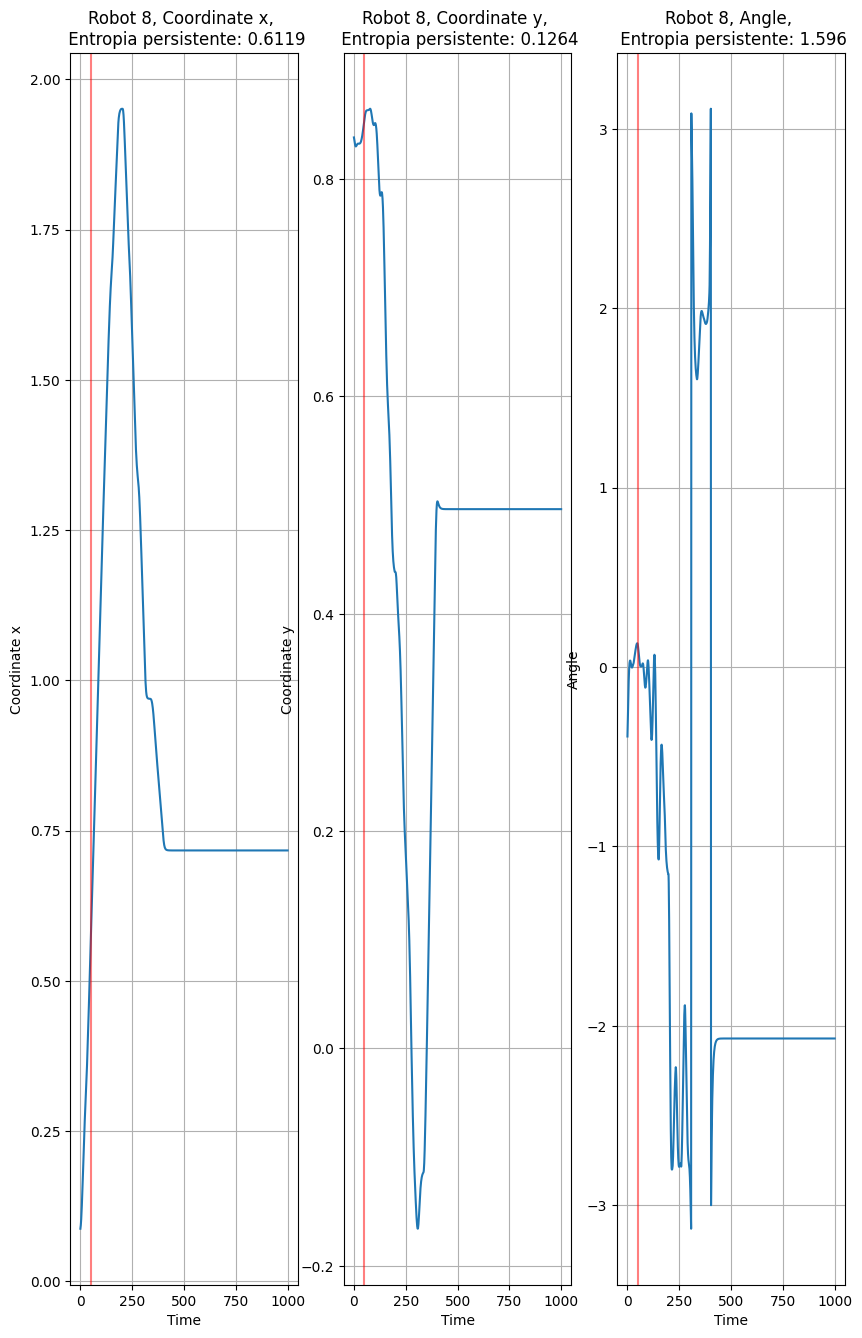 Robot 8, Coordinate x,
Entropia persistente: 0.6119
2.00
1.75
1.50
1.25
1.00
0.75
0.50
0.25
0.00
Coordinate x
0 250 500 750 1000
Time
Robot 8, Coordinate y,
Entropia persistente: 0.1264
0.8
0.6
0.4
0.2
0.0
−0.2
Coordinate y
0 250 500 750 1000
Time
Robot 8, Angle,
Entropia persistente: 1.596
3
2
1
0
−1
−2
−3
Angle
0 250 500 750 1000
Time